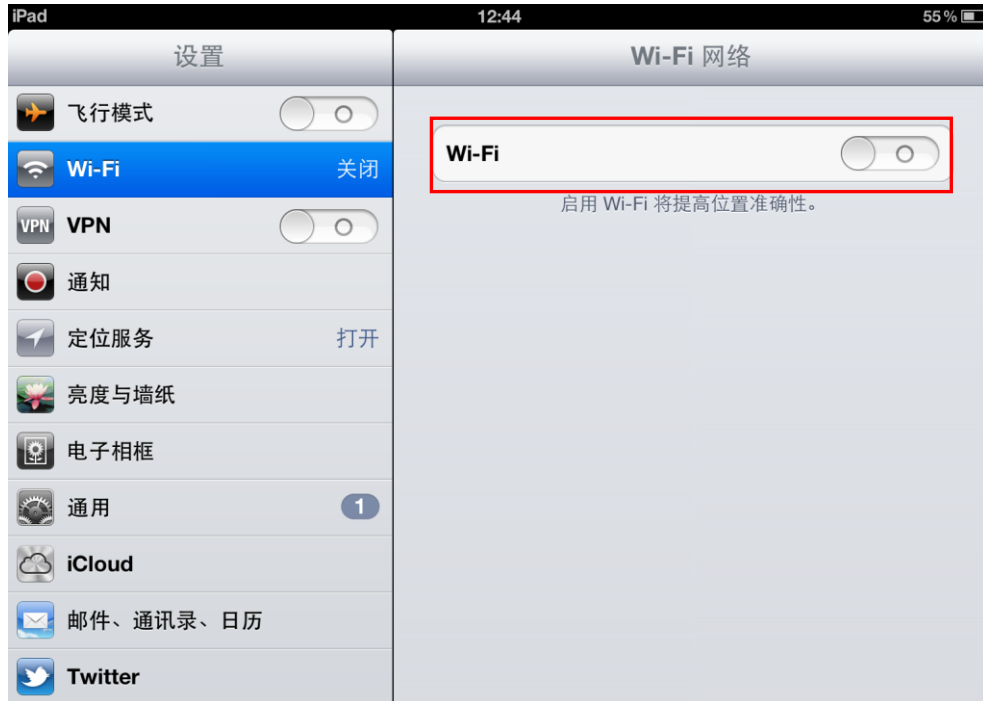 iPad 12:44 55%
设置
飞行模式
Wi-Fi 关闭
VPN VPN
通知
定位服务 打开
亮度与墙纸
电子相框
通用 1
iCloud
邮件、通讯录、日历
Twitter
Wi-Fi 网络
Wi-Fi
启用 Wi-Fi 将提高位置准确性。